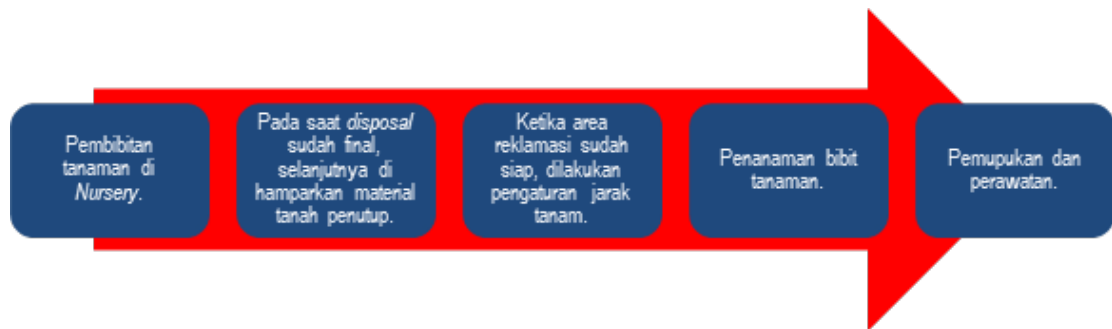 Pembibitan
tanaman di
Nursery.
Pada saat disposal
sudah final,
selanjutnya di
hamparkan material
tanah penutup.
Ketika area
reklamasi sudah
siap, dilakukan
pengaturan jarak
tanam.
Penanaman bibit
tanaman.
Pemupukan dan
perawatan.